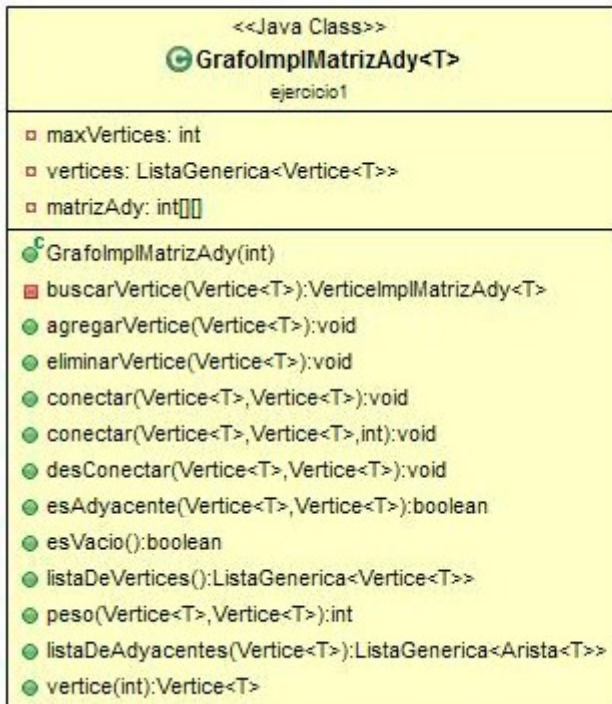 <<Java Class>>
C GrafoImplMatrizAdy<T>
ejercicio1
maxVertices: int
vertices: ListaGenerica<Vertice<T>>
matrizAdy: int[][]
C GrafoImplMatrizAdy(int)
buscarVertice(Vertice<T>):VerticeImplMatrizAdy<T>
agregarVertice(Vertice<T>):void
eliminarVertice(Vertice<T>):void
conectar(Vertice<T>,Vertice<T>):void
conectar(Vertice<T>,Vertice<T>,int):void
desConectar(Vertice<T>,Vertice<T>):void
esAdyacente(Vertice<T>,Vertice<T>):boolean
esVacio():boolean
listaDeVertices():ListaGenerica<Vertice<T>>
peso(Vertice<T>,Vertice<T>):int
listaDeAdyacentes(Vertice<T>):ListaGenerica<Arista<T>>
vertice(int):Vertice<T>